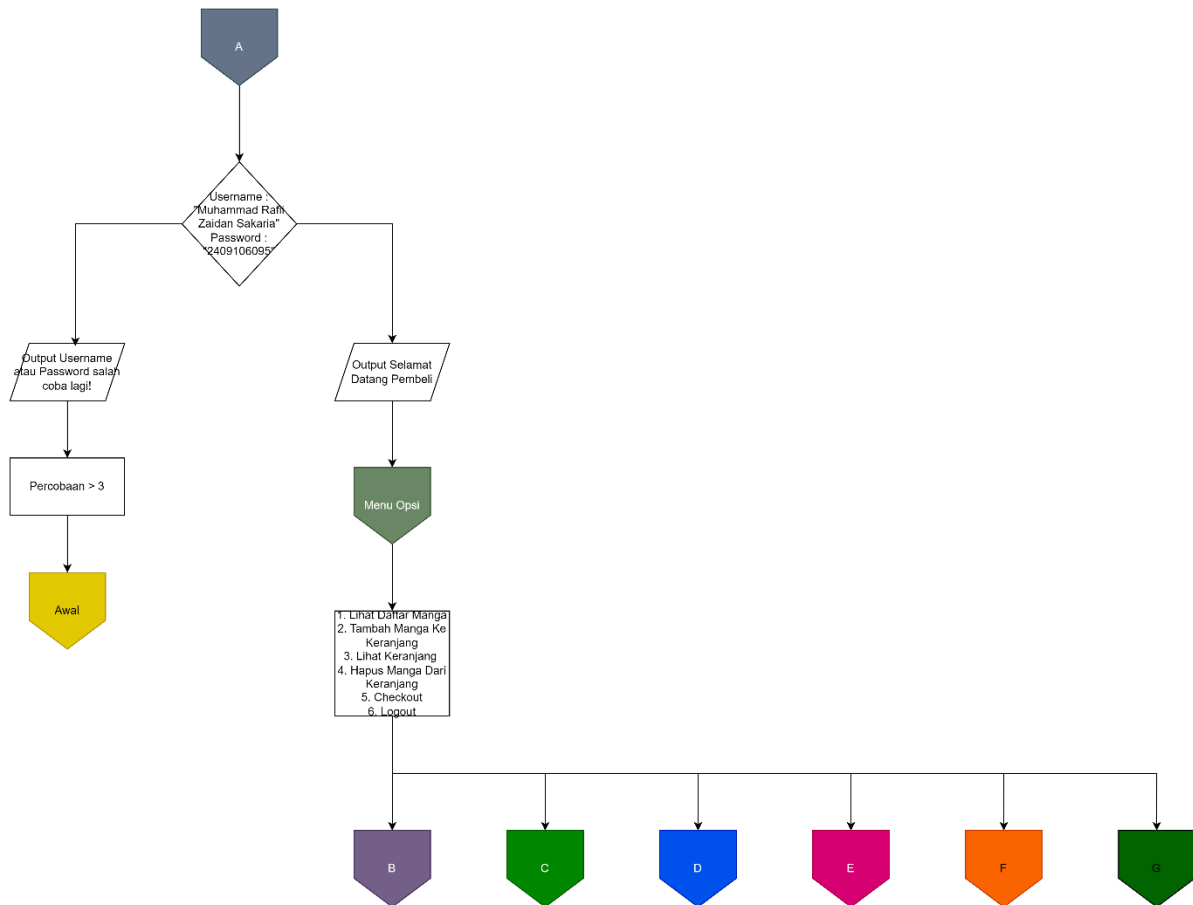 A
Username :
"Muhammad Rafli
Zaidan Sakaria"
Password :
"2409106095"
Output Username
atau Password salah
coba lagi!
Output Selamat
Datang Pembeli
Percobaan > 3
Menu Opsi
Awal
1. Lihat Daftar Manga
2. Tambah Manga Ke
Keranjang
3. Lihat Keranjang
4. Hapus Manga Dari
Keranjang
5. Checkout
6. Logout
B
C
D
E
F
G